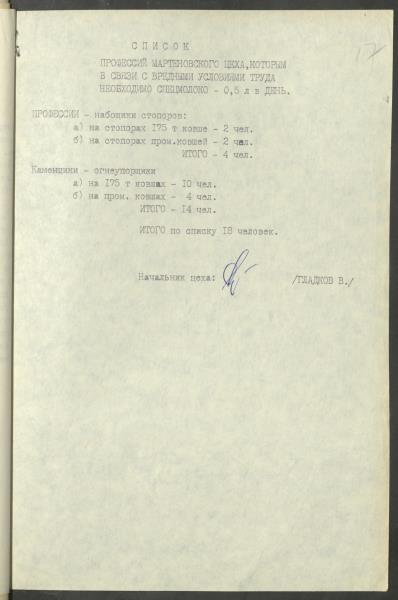 17
С П И С О К
ПРОФЕССИЙ МАРТЕНОВСКОГО ЦЕХА, КОТОРЫМ
В СВЯЗИ С ВРЕДНЫМИ УСЛОВИЯМИ ТРУДА
НЕОБХОДИМО СПЕЦМОЛОКО - 0,5 л в ДЕНЬ.
ПРОФЕССИИ - набойщики стопоров:
а) на стопорах 175 т ковше - 2 чел.
б) на стопорах пром.ковшей - 2 чел.
ИТОГО - 4 чел.
Каменщики - огнеупорщики
а) на 175 т ковшах - 10 чел.
б) на пром. ковшах - 4 чел.
ИТОГО - 14 чел.
ИТОГО по списку 18 человек.
Начальник цеха: /ГЛАДКОВ В./